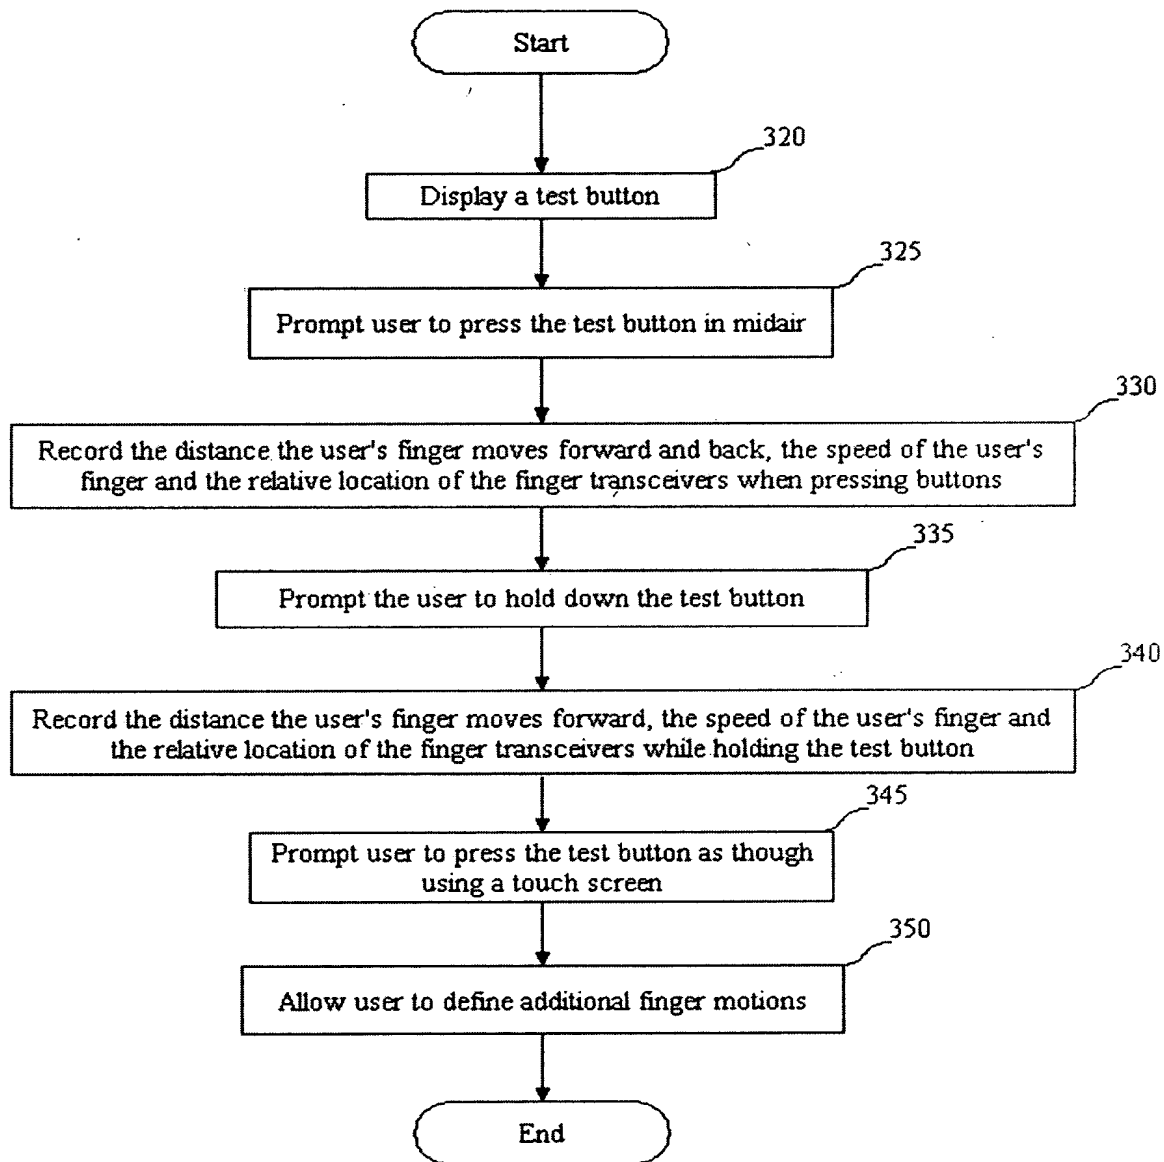 Start
320
Display a test button
325
Prompt user to press the test button in midair
330
Record the distance the user's finger moves forward and back, the speed of the user's
finger and the relative location of the finger transceivers when pressing buttons
335
Prompt the user to hold down the test button
340
Record the distance the user's finger moves forward, the speed of the user's finger and
the relative location of the finger transceivers while holding the test button
345
Prompt user to press the test button as though
using a touch screen
350
Allow user to define additional finger motions
End